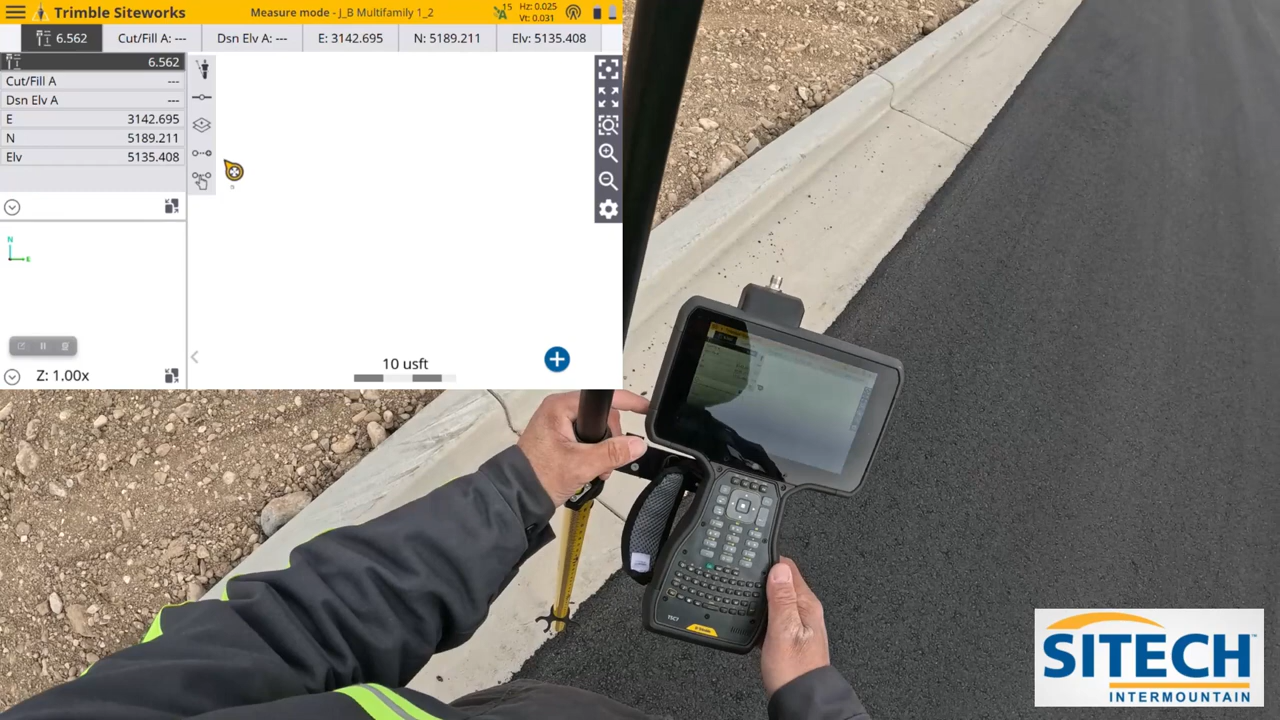 Trimble Siteworks
Measure mode - J_B Multifamily 1_2
15
Hz: 0.025
Vt: 0.031
6.562
Cut/Fill A: ---
Dsn Elv A: ---
E: 3142.695
N: 5189.211
Elv: 5135.408
6.562
Cut/Fill A ---
Dsn Elv A ---
E 3142.695
N 5189.211
Elv 5135.408
N
E
Z: 1.00x
10 usft
TSC7
SITECH
INTERMOUNTAIN